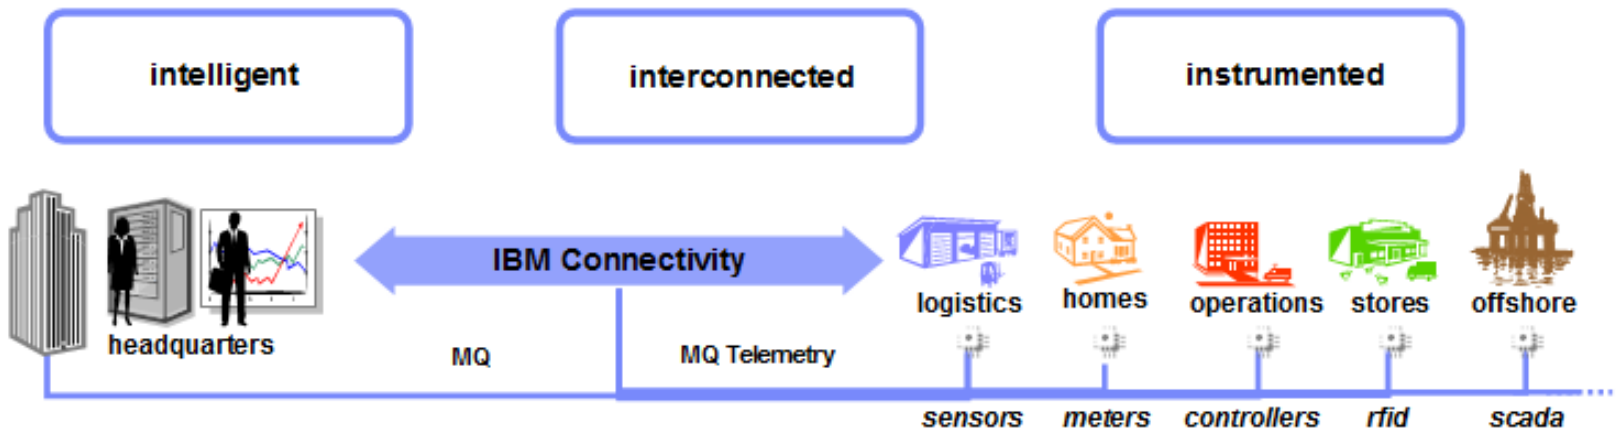 intelligent
interconnected
instrumented
IBM Connectivity
headquarters
logistics
homes
operations
stores
offshore
MQ
MQ Telemetry
sensors
meters
controllers
rfid
scada